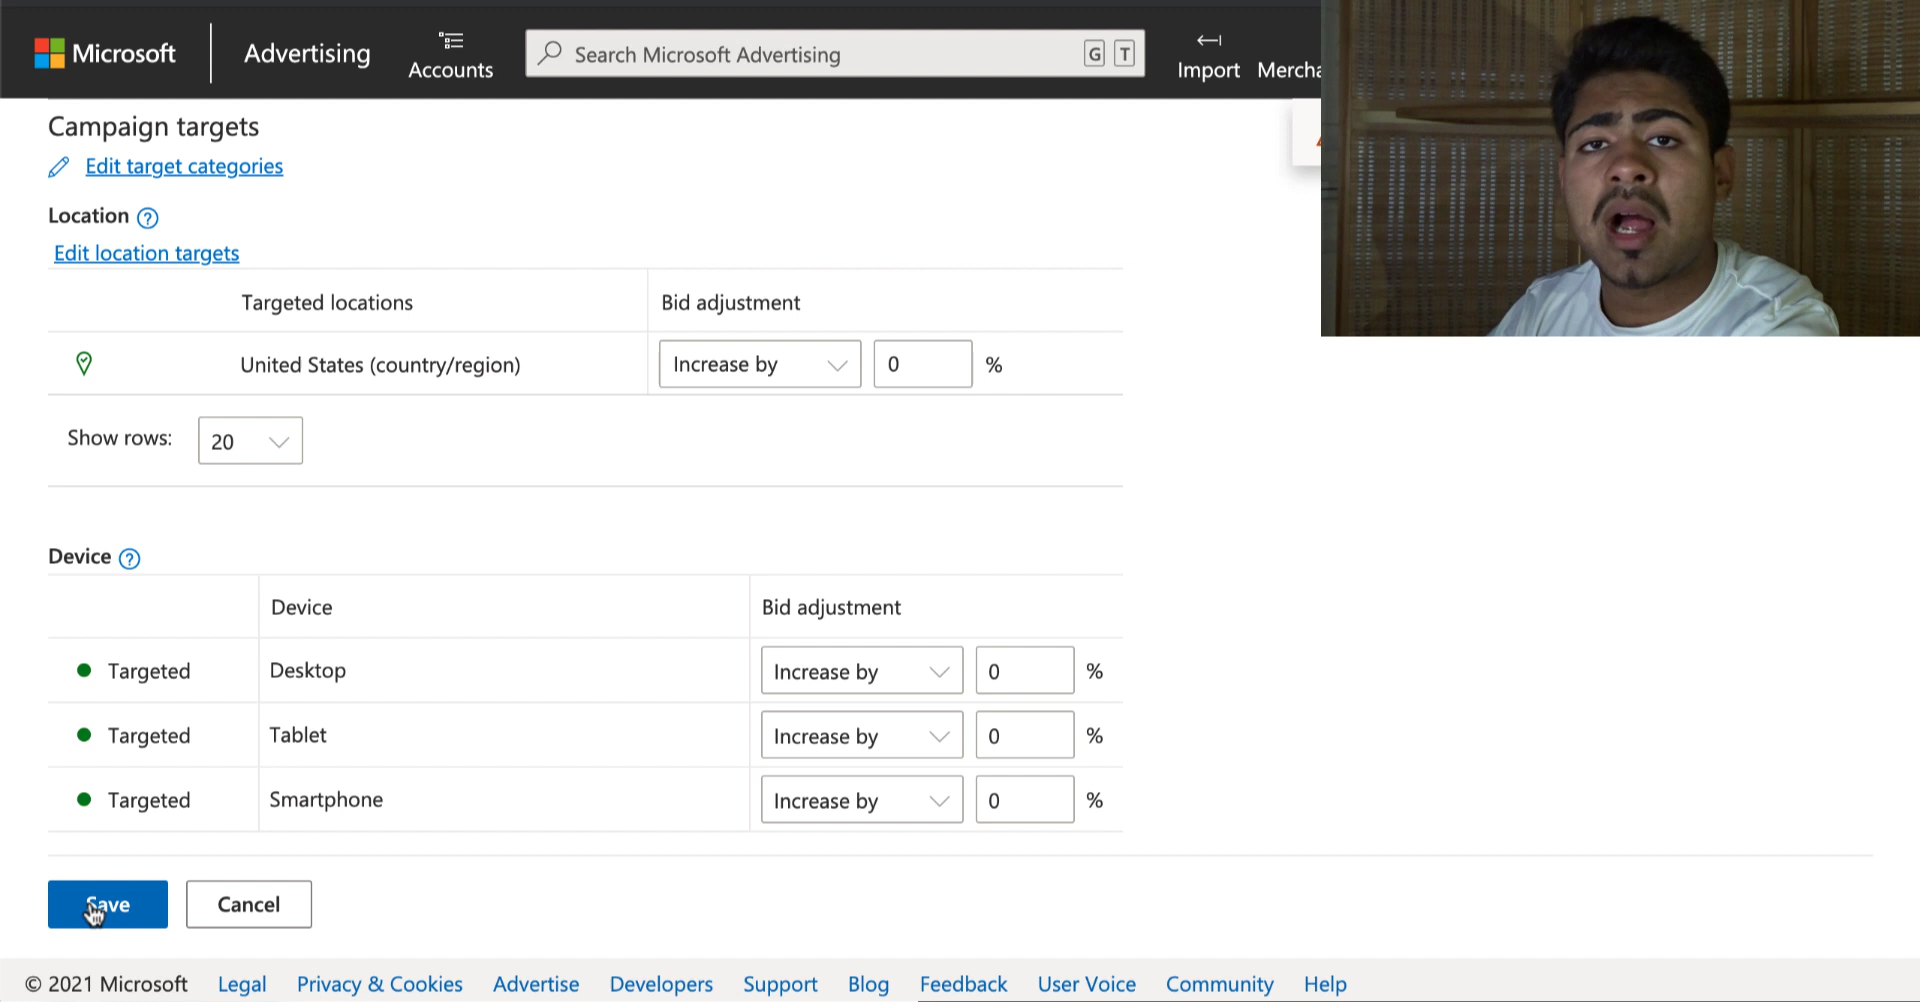 Microsoft
Advertising
Accounts
Search Microsoft Advertising
G T
Import
Campaign targets
Edit target categories
Location ?
Edit location targets
Targeted locations Bid adjustment
United States (country/region) Increase by 0 %
Show rows: 20
Device ?
Device Bid adjustment
Targeted Desktop Increase by 0 %
Targeted Tablet Increase by 0 %
Targeted Smartphone Increase by 0 %
Save Cancel
© 2021 Microsoft Legal Privacy & Cookies Advertise Developers Support Blog Feedback User Voice Community Help